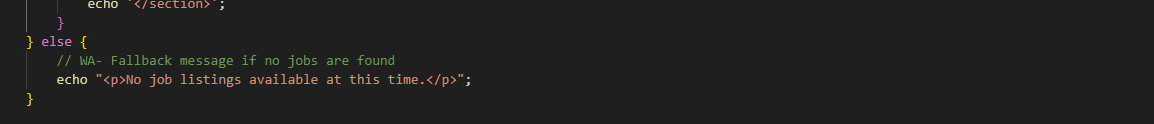 echo '</section>';
}
} else {
// WA- Fallback message if no jobs are found
echo "<p>No job listings available at this time.</p>";
}